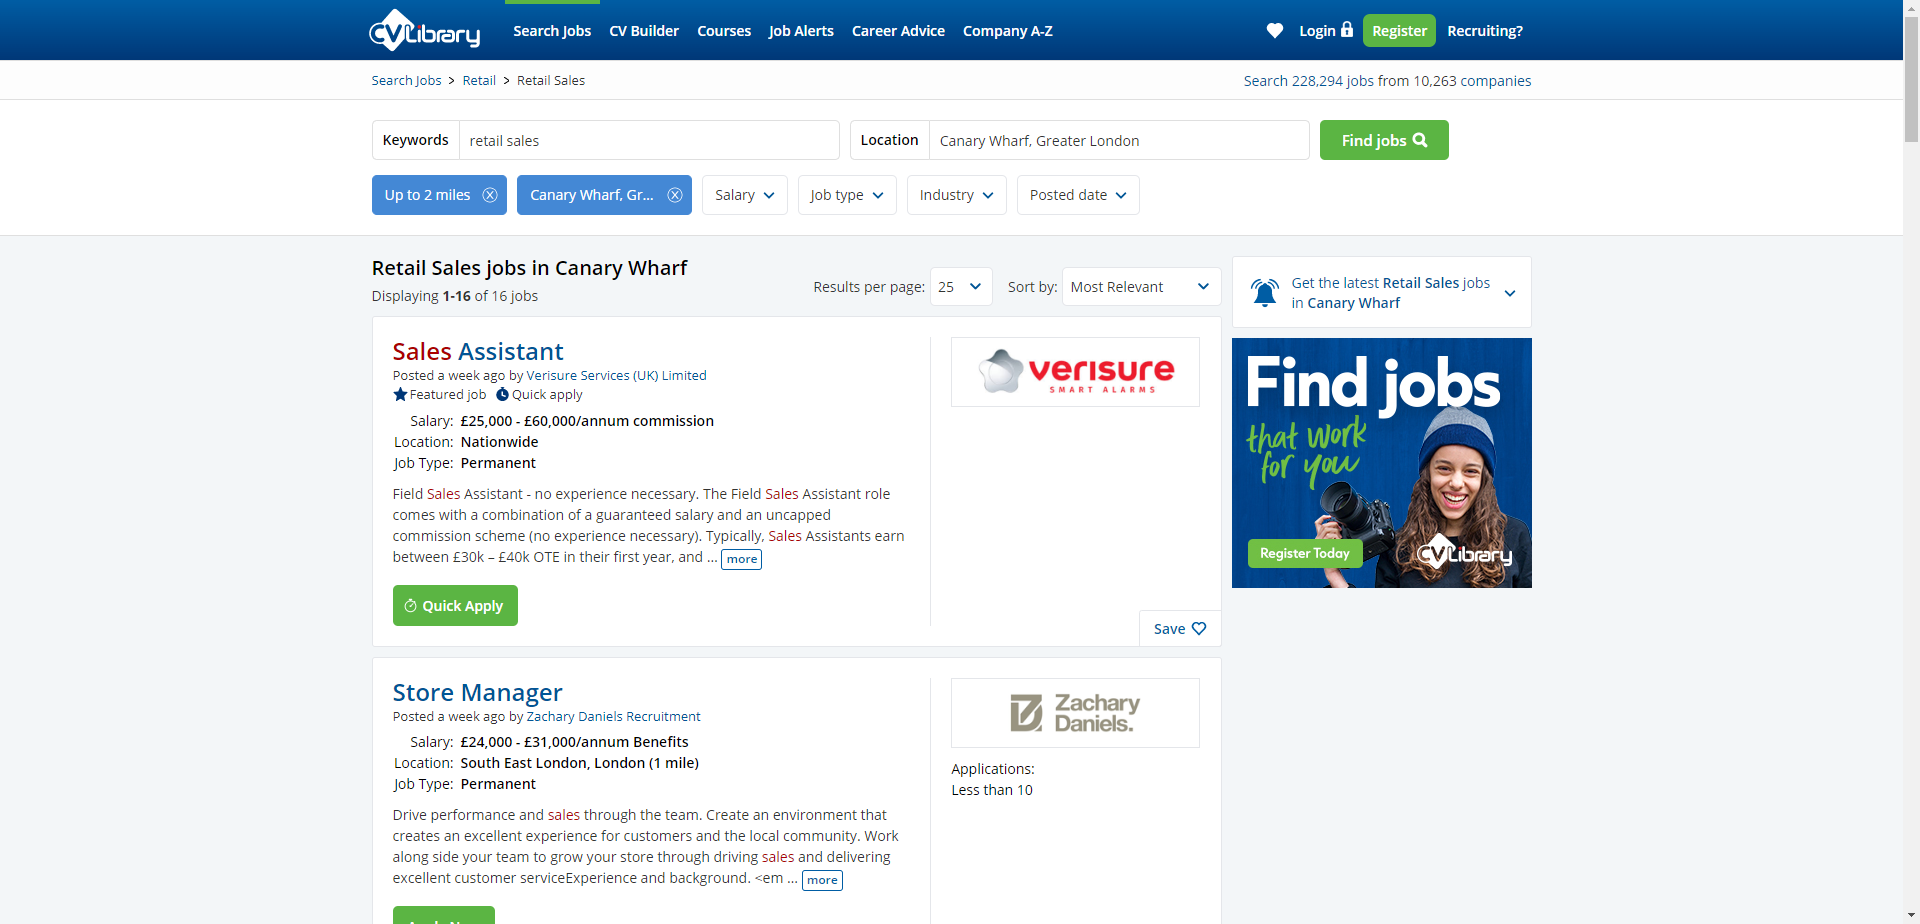 CVLibrary
Search Jobs CV Builder Courses Job Alerts Career Advice Company A-Z Login Register Recruiting?
Search Jobs > Retail > Retail Sales
Search 228,294 jobs from 10,263 companies
Keywords retail sales Location Canary Wharf, Greater London Find jobs
Up to 2 miles Canary Wharf, Gr... Salary Job type Industry Posted date
Retail Sales jobs in Canary Wharf
Displaying 1-16 of 16 jobs
Results per page: 25 Sort by: Most Relevant
Sales Assistant
Posted a week ago by Verisure Services (UK) Limited
Featured job Quick apply
Salary: £25,000 - £60,000/annum commission
Location: Nationwide
Job Type: Permanent
Field Sales Assistant - no experience necessary. The Field Sales Assistant role
comes with a combination of a guaranteed salary and an uncapped
commission scheme (no experience necessary). Typically, Sales Assistants earn
between £30k – £40k OTE in their first year, and ... more
Quick Apply
verisure
SMART ALARMS
Save
Store Manager
Posted a week ago by Zachary Daniels Recruitment
Salary: £24,000 - £31,000/annum Benefits
Location: South East London, London (1 mile)
Job Type: Permanent
Drive performance and sales through the team. Create an environment that
creates an excellent experience for customers and the local community. Work
along side your team to grow your store through driving sales and delivering
excellent customer serviceExperience and background. <em ... more
Zachary
Daniels.
Applications:
Less than 10
Get the latest Retail Sales jobs
in Canary Wharf
Find jobs
that work
for you
Register Today
CVLibrary